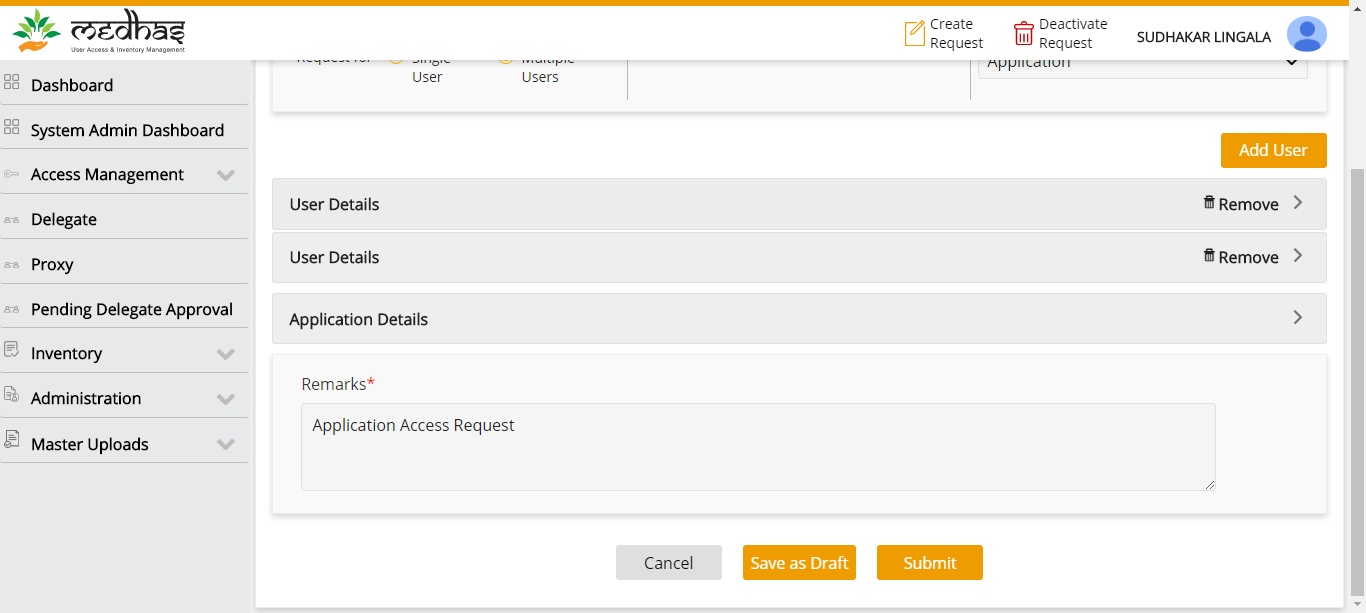 medhas
User Access & Inventory Management
Create
Request
Deactivate
Request
SUDHAKAR LINGALA
Dashboard
System Admin Dashboard
Access Management
Delegate
Proxy
Pending Delegate Approval
Inventory
Administration
Master Uploads
Request for
Single
User
Multiple
Users
Application
Add User
User Details
Remove
User Details
Remove
Application Details
Remarks*
Application Access Request
Cancel
Save as Draft
Submit